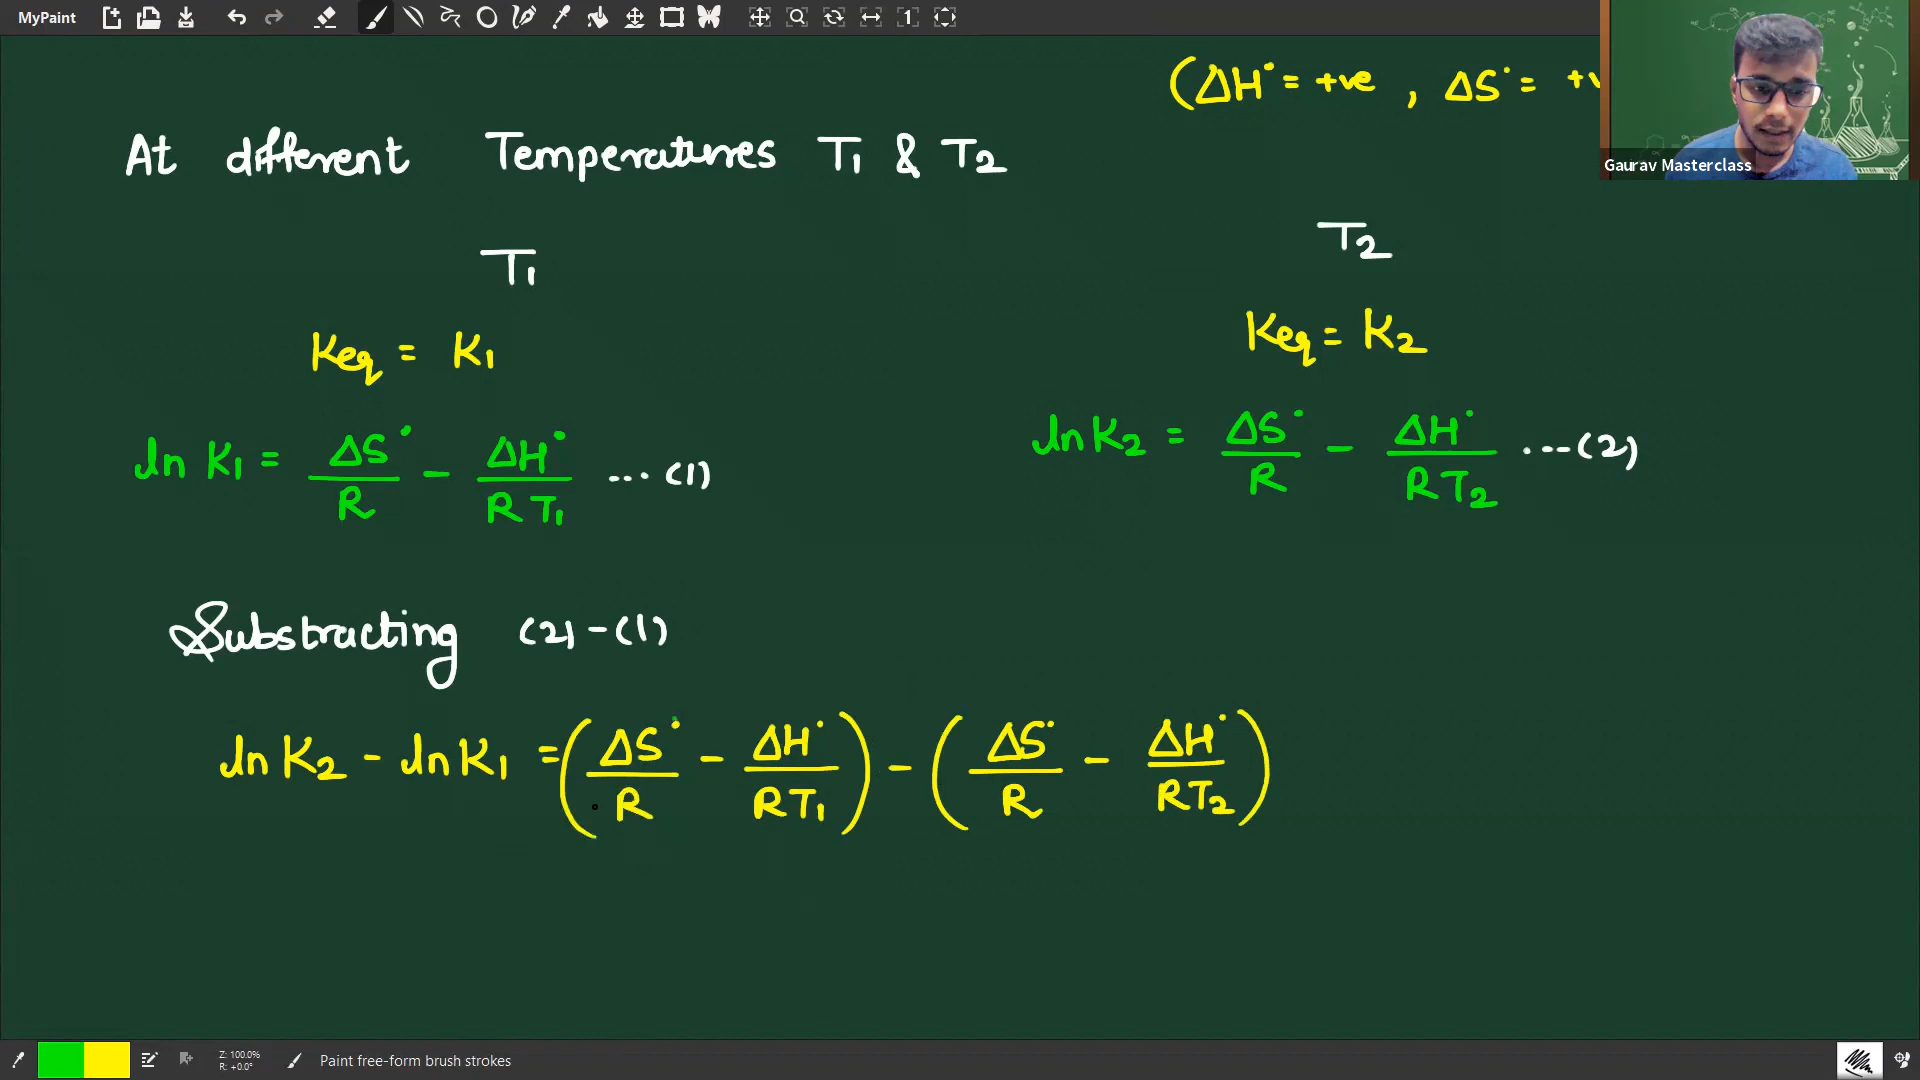 MyPaint
(ΔH° = +ve , ΔS° = +v
Gaurav Masterclass
At different Temperatures T₁ & T₂
T₁
T₂
Keq = K₁
Keq = K₂
ln K₁ = ΔS°/R - ΔH°/RT₁ ...(1)
ln K₂ = ΔS°/R - ΔH°/RT₂ ...(2)
Substracting (2)-(1)
ln K₂ - ln K₁ = (ΔS°/R - ΔH°/RT₁) - (ΔS°/R - ΔH°/RT₂)
Z: 100.0%
R: +0.0°
Paint free-form brush strokes